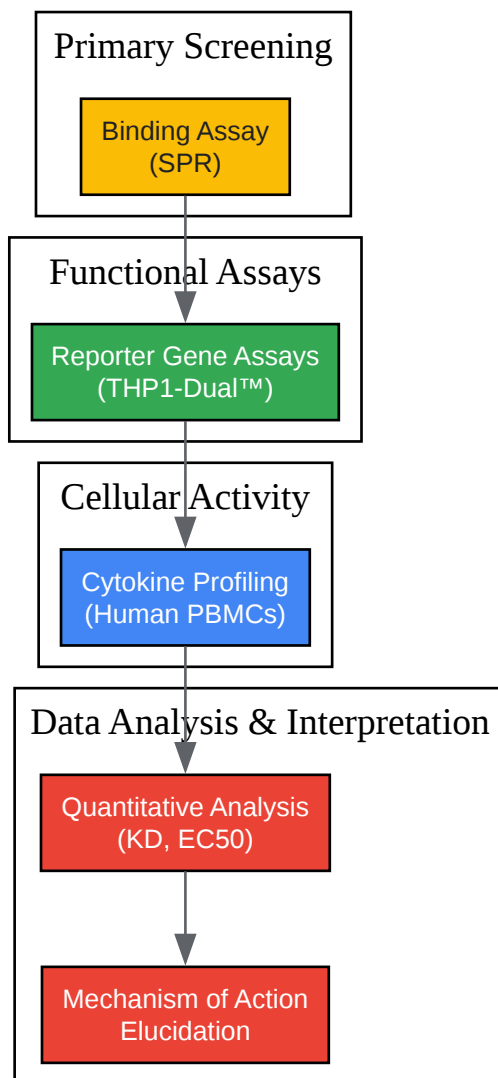 Primary Screening
Binding Assay
(SPR)
Functional Assays
Reporter Gene Assays
(THP1-Dual™)
Cellular Activity
Cytokine Profiling
(Human PBMCs)
Data Analysis & Interpretation
Quantitative Analysis
(KD, EC50)
Mechanism of Action
Elucidation